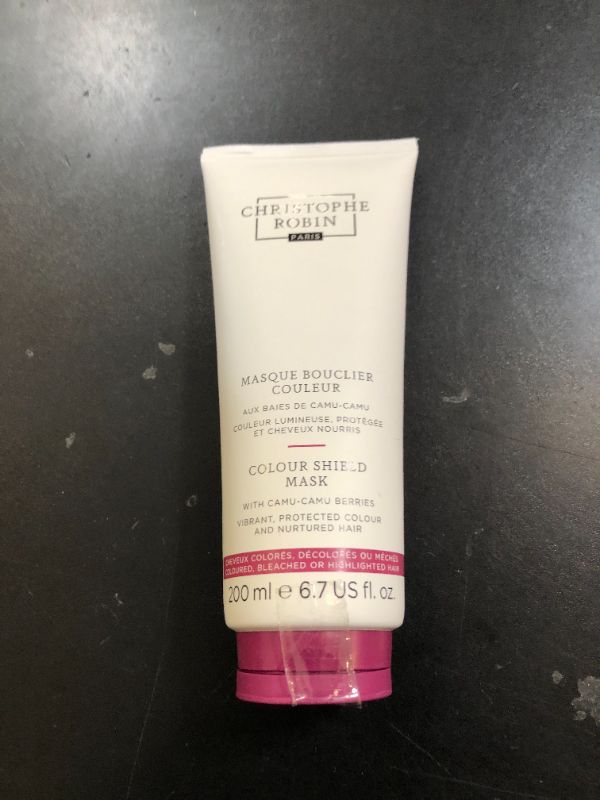 CHRISTOPHE
ROBIN
PARIS
MASQUE BOUCLIER
COULEUR
AUX BAIES DE CAMU-CAMU
COULEUR LUMINEUSE, PROTÉGÉE
ET CHEVEUX NOURRIS
COLOUR SHIELD
MASK
WITH CAMU-CAMU BERRIES
VIBRANT, PROTECTED COLOUR
AND NURTURED HAIR
CHEVEUX COLORÉS, DÉCOLORÉS OU MÉCHÉS
COLOURED, BLEACHED OR HIGHLIGHTED HAIR
200 ml ℮ 6.7 US fl. oz.